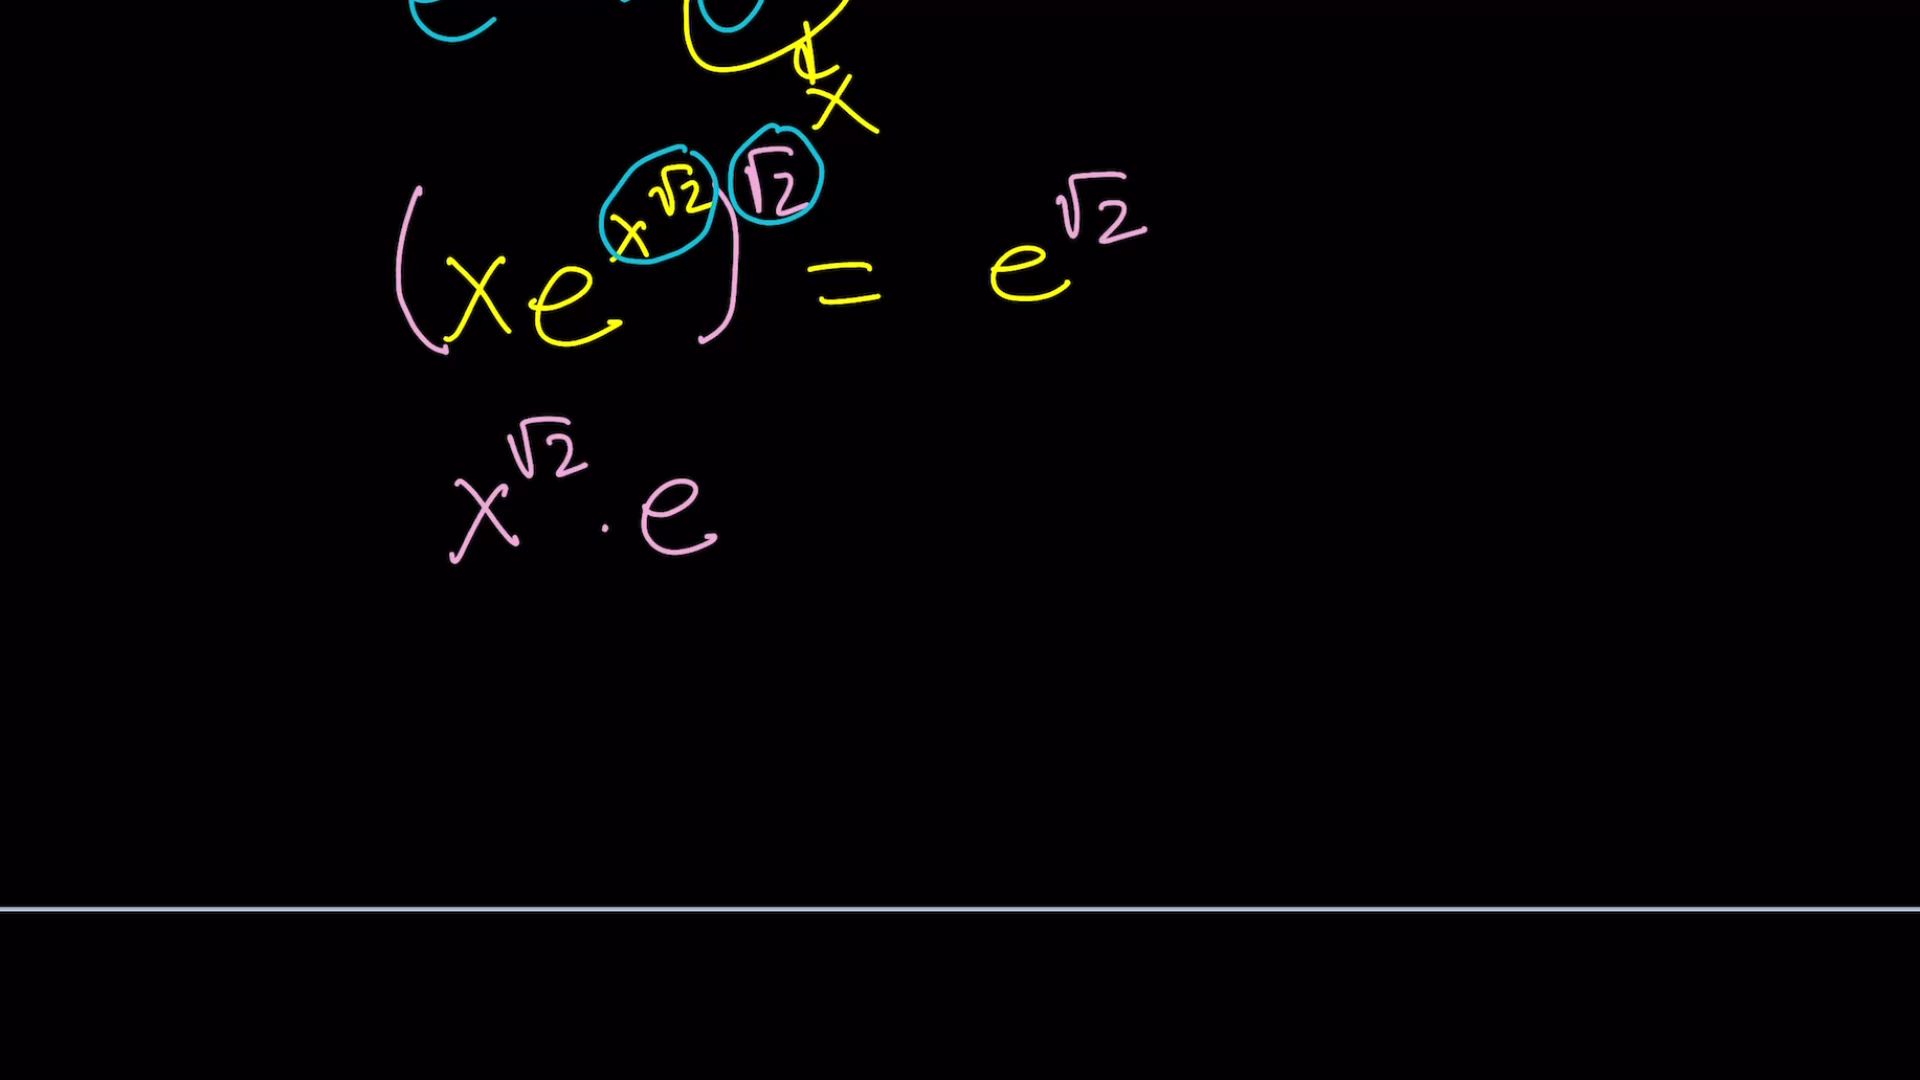 x
(xe^{x^{√2}})^{√2} = e^{√2}
x^{√2} · e